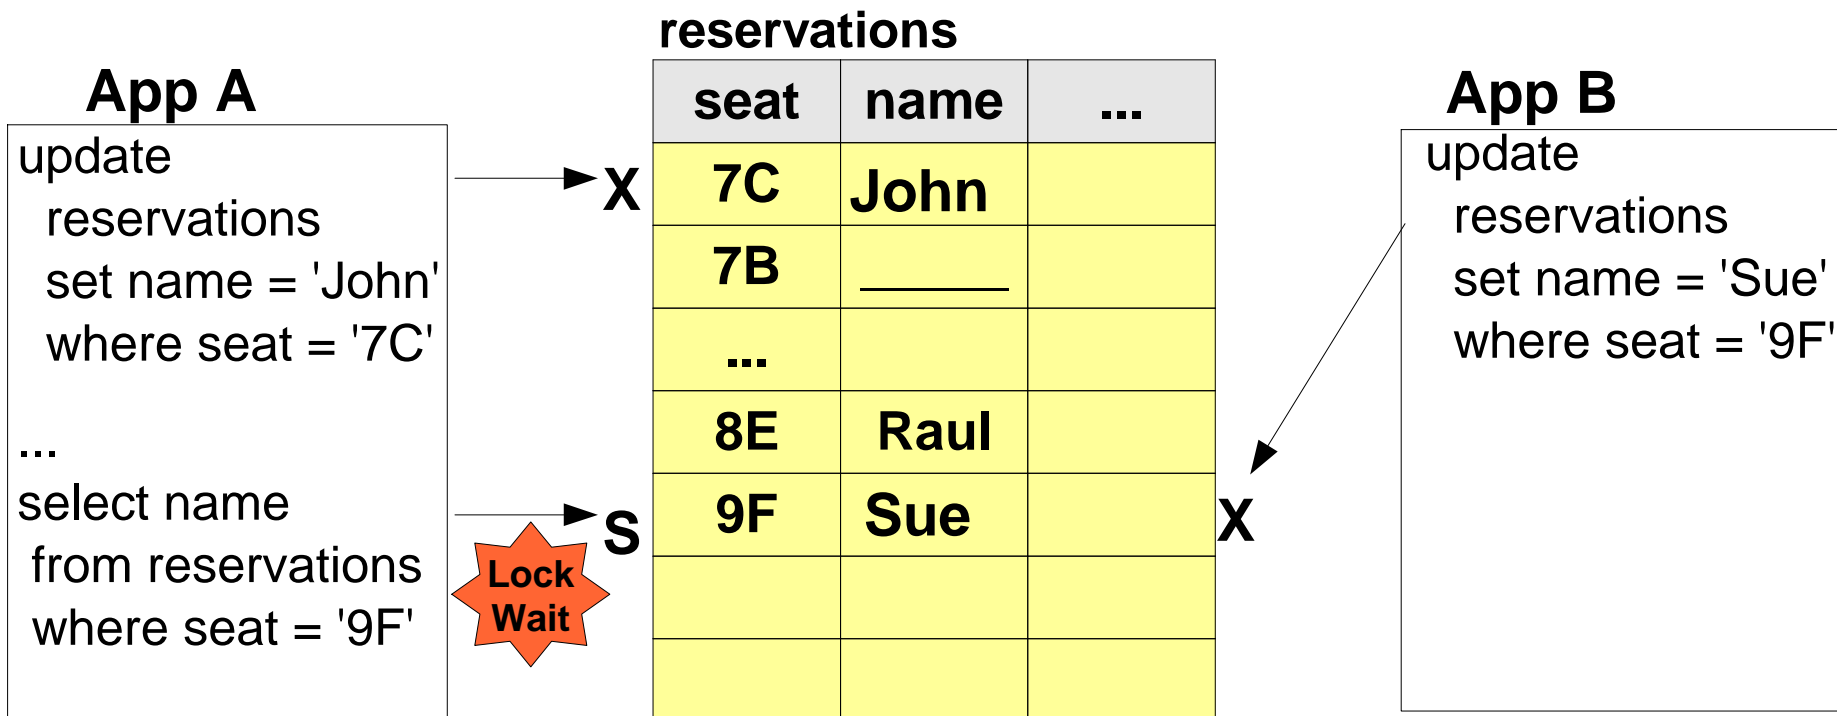 reservations
App A
update
reservations
set name = 'John'
where seat = '7C'
...
select name
from reservations
where seat = '9F'
Lock
Wait
X
S
seat name ...
7C John
7B ______
...
8E Raul
9F Sue
X
App B
update
reservations
set name = 'Sue'
where seat = '9F'